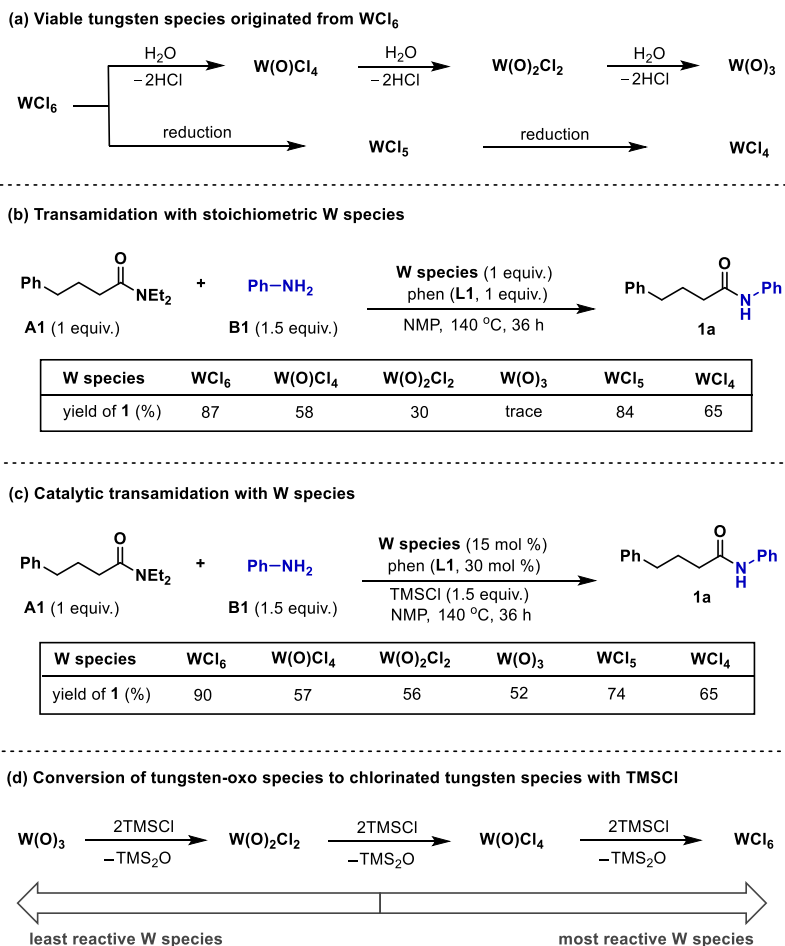 (a) Viable tungsten species originated from WCl₆
H₂O H₂O H₂O
W(O)Cl₄ W(O)₂Cl₂ W(O)₃
–2HCl –2HCl –2HCl
WCl₆
reduction reduction
WCl₅ WCl₄
(b) Transamidation with stoichiometric W species
O
Ph NEt₂ + Ph–NH₂
A1 (1 equiv.) B1 (1.5 equiv.)
W species (1 equiv.)
phen (L1, 1 equiv.)
NMP, 140 °C, 36 h
O
Ph N Ph
H
1a
W species WCl₆ W(O)Cl₄ W(O)₂Cl₂ W(O)₃ WCl₅ WCl₄
yield of 1 (%) 87 58 30 trace 84 65
(c) Catalytic transamidation with W species
O
Ph NEt₂ + Ph–NH₂
A1 (1 equiv.) B1 (1.5 equiv.)
W species (15 mol %)
phen (L1, 30 mol %)
TMSCl (1.5 equiv.)
NMP, 140 °C, 36 h
O
Ph N Ph
H
1a
W species WCl₆ W(O)Cl₄ W(O)₂Cl₂ W(O)₃ WCl₅ WCl₄
yield of 1 (%) 90 57 56 52 74 65
(d) Conversion of tungsten-oxo species to chlorinated tungsten species with TMSCl
2TMSCl 2TMSCl 2TMSCl
W(O)₃ W(O)₂Cl₂ W(O)Cl₄ WCl₆
–TMS₂O –TMS₂O –TMS₂O
least reactive W species most reactive W species